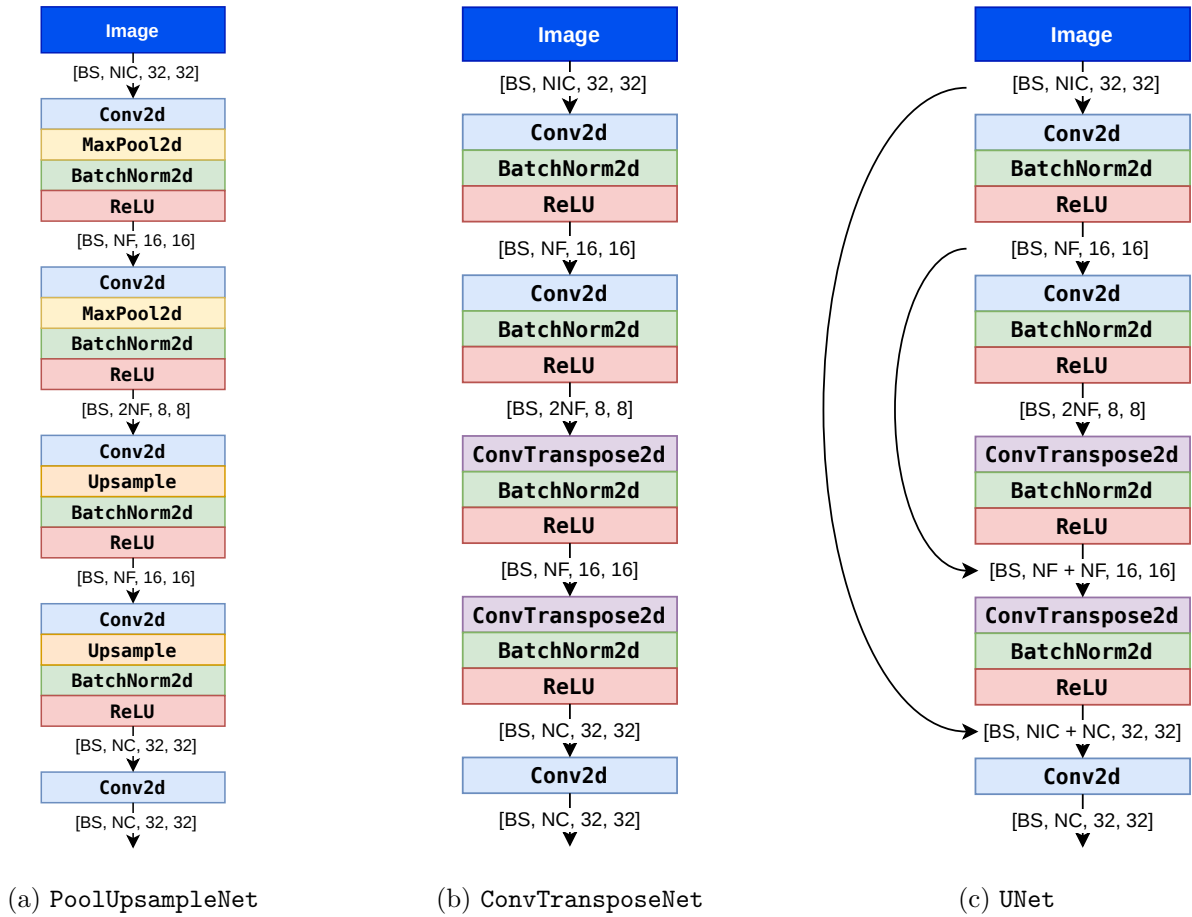 Image
[BS, NIC, 32, 32]
Conv2d
MaxPool2d
BatchNorm2d
ReLU
[BS, NF, 16, 16]
Conv2d
MaxPool2d
BatchNorm2d
ReLU
[BS, 2NF, 8, 8]
Conv2d
Upsample
BatchNorm2d
ReLU
[BS, NF, 16, 16]
Conv2d
Upsample
BatchNorm2d
ReLU
[BS, NC, 32, 32]
Conv2d
[BS, NC, 32, 32]
(a) PoolUpsampleNet
Image
[BS, NIC, 32, 32]
Conv2d
BatchNorm2d
ReLU
[BS, NF, 16, 16]
Conv2d
BatchNorm2d
ReLU
[BS, 2NF, 8, 8]
ConvTranspose2d
BatchNorm2d
ReLU
[BS, NF, 16, 16]
ConvTranspose2d
BatchNorm2d
ReLU
[BS, NC, 32, 32]
Conv2d
[BS, NC, 32, 32]
(b) ConvTransposeNet
Image
[BS, NIC, 32, 32]
Conv2d
BatchNorm2d
ReLU
[BS, NF, 16, 16]
Conv2d
BatchNorm2d
ReLU
[BS, 2NF, 8, 8]
ConvTranspose2d
BatchNorm2d
ReLU
[BS, NF + NF, 16, 16]
ConvTranspose2d
BatchNorm2d
ReLU
[BS, NIC + NC, 32, 32]
Conv2d
[BS, NC, 32, 32]
(c) UNet